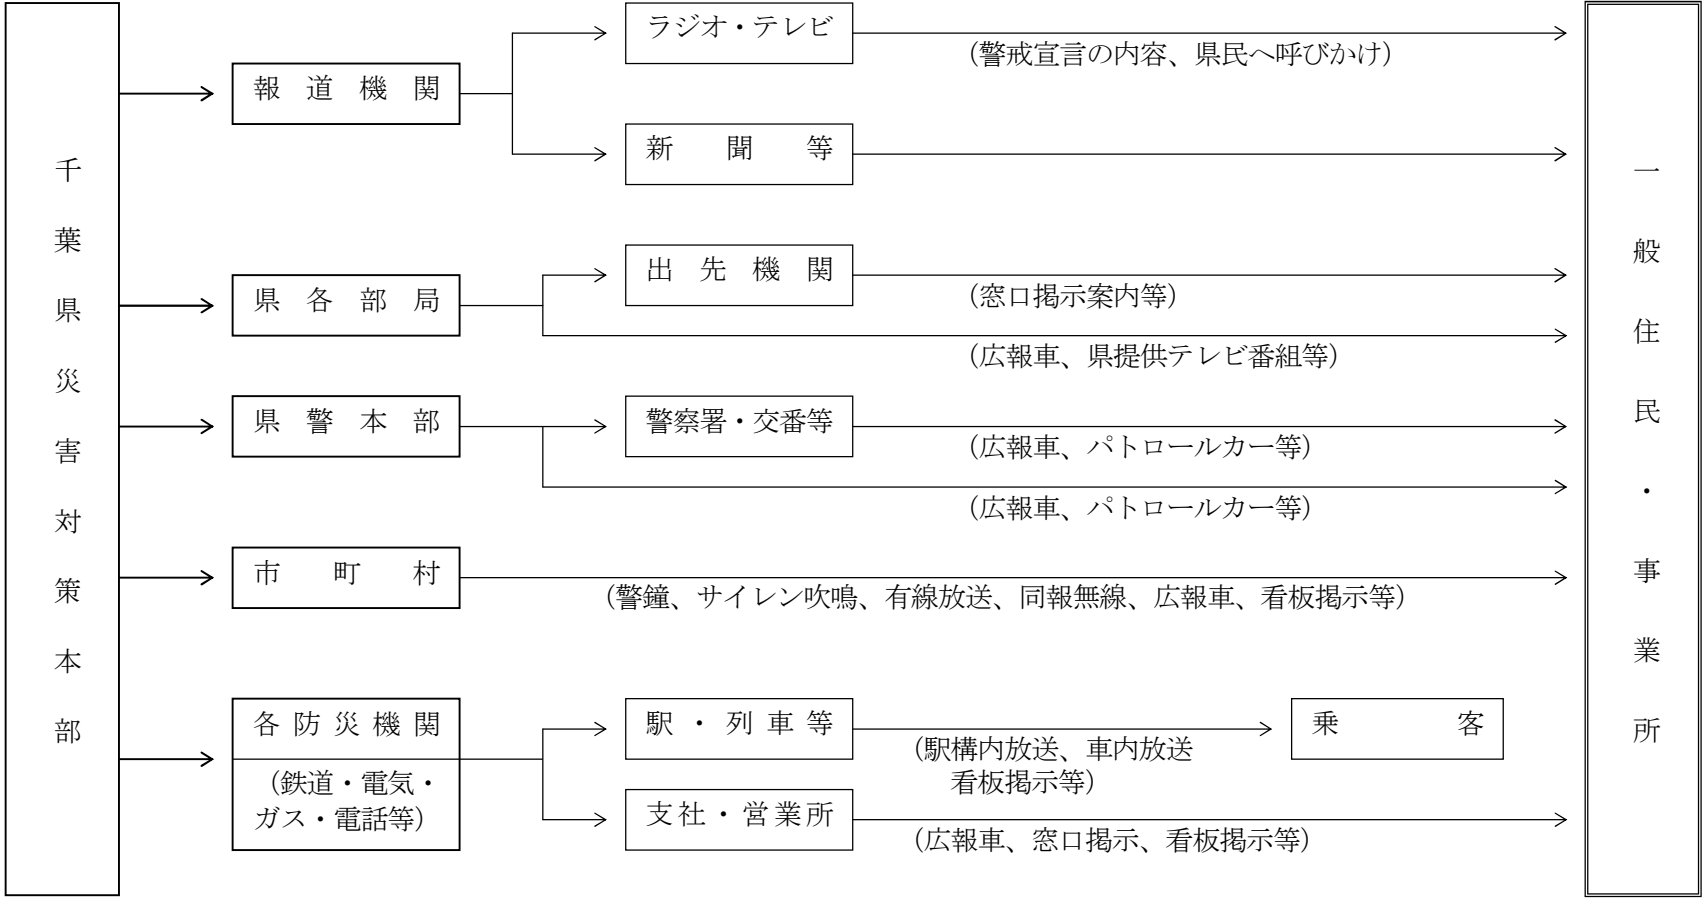 千葉県災害対策本部
報道機関
ラジオ・テレビ
（警戒宣言の内容、県民へ呼びかけ）
新聞等
県各部局
出先機関
（窓口掲示案内等）
（広報車、県提供テレビ番組等）
県警本部
警察署・交番等
（広報車、パトロールカー等）
（広報車、パトロールカー等）
市町村
（警鐘、サイレン吹鳴、有線放送、同報無線、広報車、看板掲示等）
各防災機関
（鉄道・電気・
ガス・電話等）
駅・列車等
（駅構内放送、車内放送
看板掲示等）
乗客
支社・営業所
（広報車、窓口掲示、看板掲示等）
一般住民・事業所